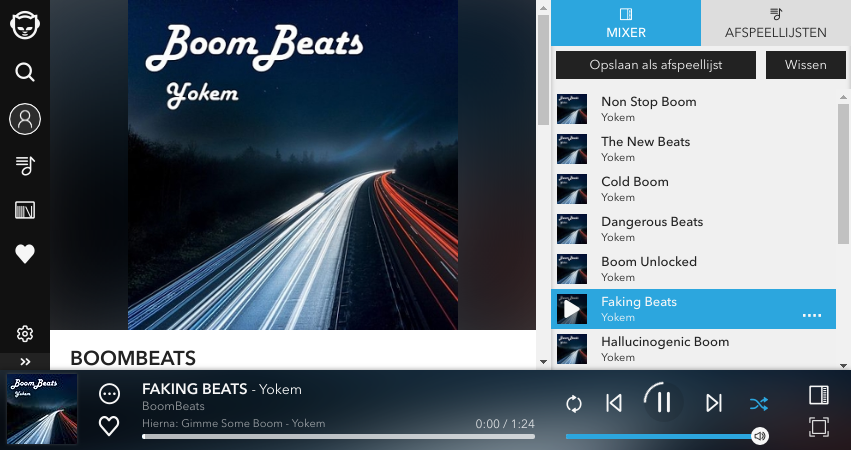 Boom Beats
Yokem
BOOMBEATS
MIXER
AFSPEELLIJSTEN
Opslaan als afspeellijst
Wissen
Non Stop Boom
Yokem
The New Beats
Yokem
Cold Boom
Yokem
Dangerous Beats
Yokem
Boom Unlocked
Yokem
Faking Beats
Yokem
Hallucinogenic Boom
Yokem
Boom Beats
Yokem
FAKING BEATS - Yokem
BoomBeats
Hierna: Gimme Some Boom - Yokem
0:00 / 1:24